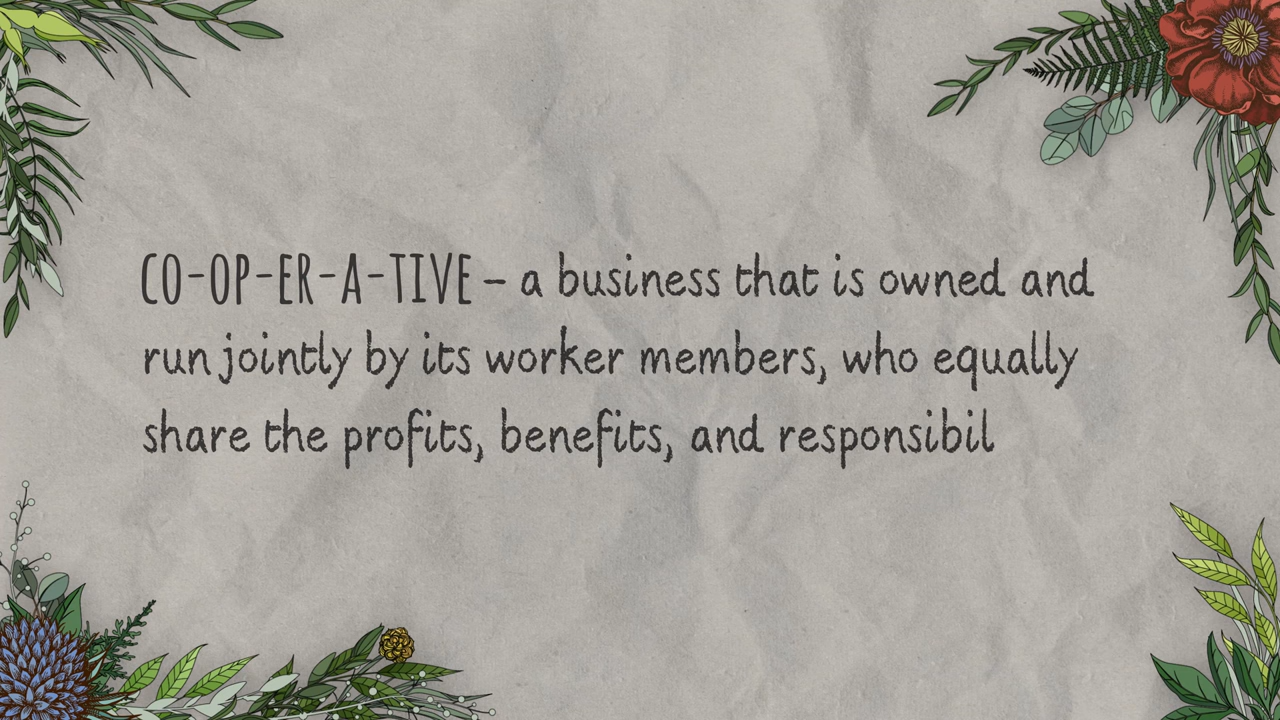 CO-OP-ER-A-TIVE – a business that is owned and
run jointly by its worker members, who equally
share the profits, benefits, and responsibil